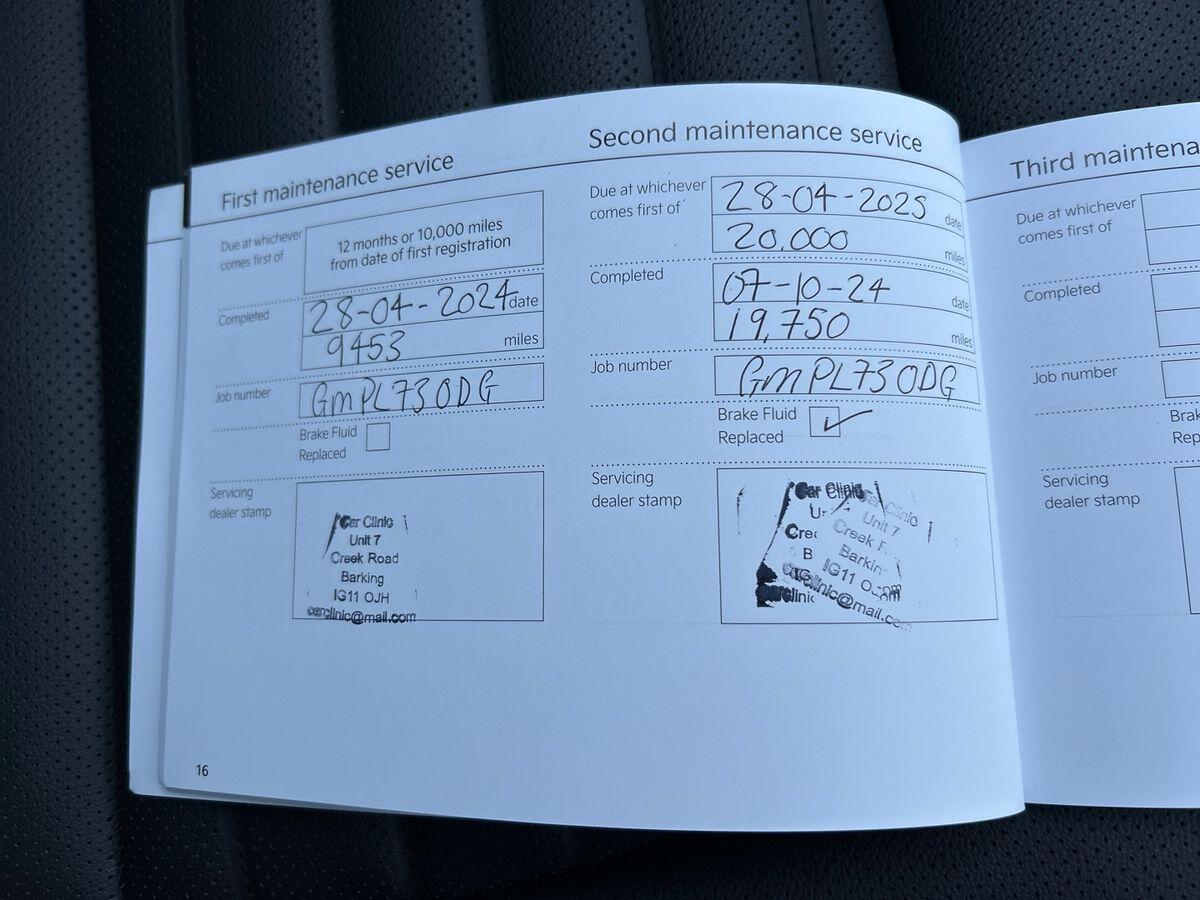 First maintenance service
Due at whichever
comes first of
12 months or 10,000 miles
from date of first registration
Completed
28-04-2024 date
9453 miles
Job number
GmPL73ODG
Brake Fluid
Replaced
Servicing
dealer stamp
Car Clinic
Unit 7
Creek Road
Barking
IG11 OJH
carclinic@mail.com
16
Second maintenance service
Due at whichever
comes first of
28-04-2025 date
20,000 miles
Completed
07-10-24 date
19,750 miles
Job number
GmPL73ODG
Brake Fluid
Replaced
Servicing
dealer stamp
Car Clinic
Unit 7
Creek
Barkin
IG11 O
carclinic@mail.com
Third maintena
Due at whichever
comes first of
Completed
Job number
Brak
Rep
Servicing
dealer stamp